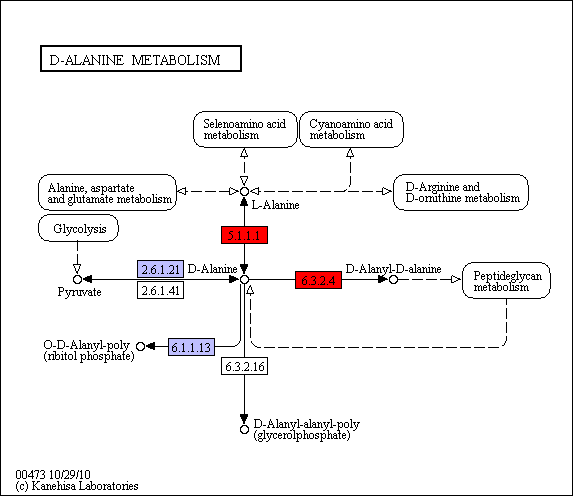 D-ALANINE METABOLISM
Selenoamino acid
metabolism
Cyanoamino acid
metabolism
Alanine, aspartate
and glutamate metabolism
L-Alanine
D-Arginine and
D-ornithine metabolism
Glycolysis
5.1.1.1
2.6.1.21
D-Alanine
6.3.2.4
D-Alanyl-D-alanine
Peptideglycan
metabolism
Pyruvate
2.6.1.41
O-D-Alanyl-poly
(ribitol phosphate)
6.1.1.13
6.3.2.16
D-Alanyl-alanyl-poly
(glycerolphosphate)
00473 10/29/10
(c) Kanehisa Laboratories